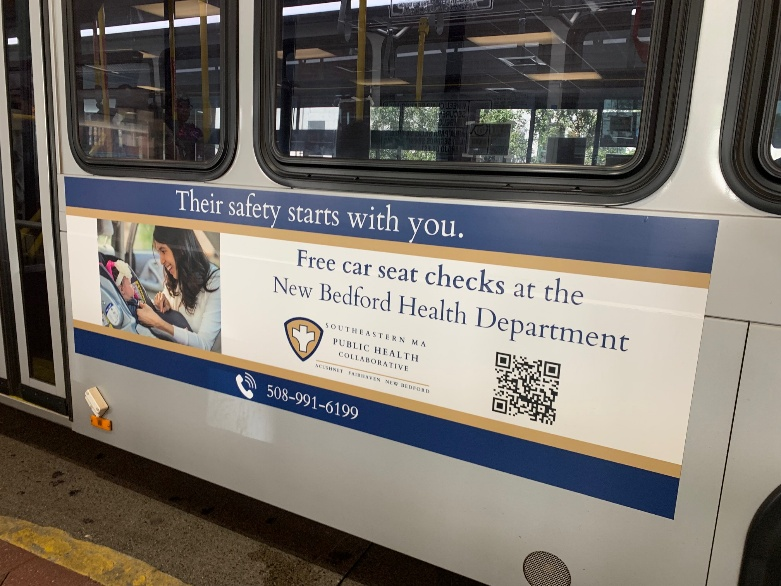 Their safety starts with you.
Free car seat checks at the
New Bedford Health Department
SOUTHEASTERN MA
PUBLIC HEALTH
COLLABORATIVE
ACUSHNET FAIRHAVEN NEW BEDFORD
508-991-6199